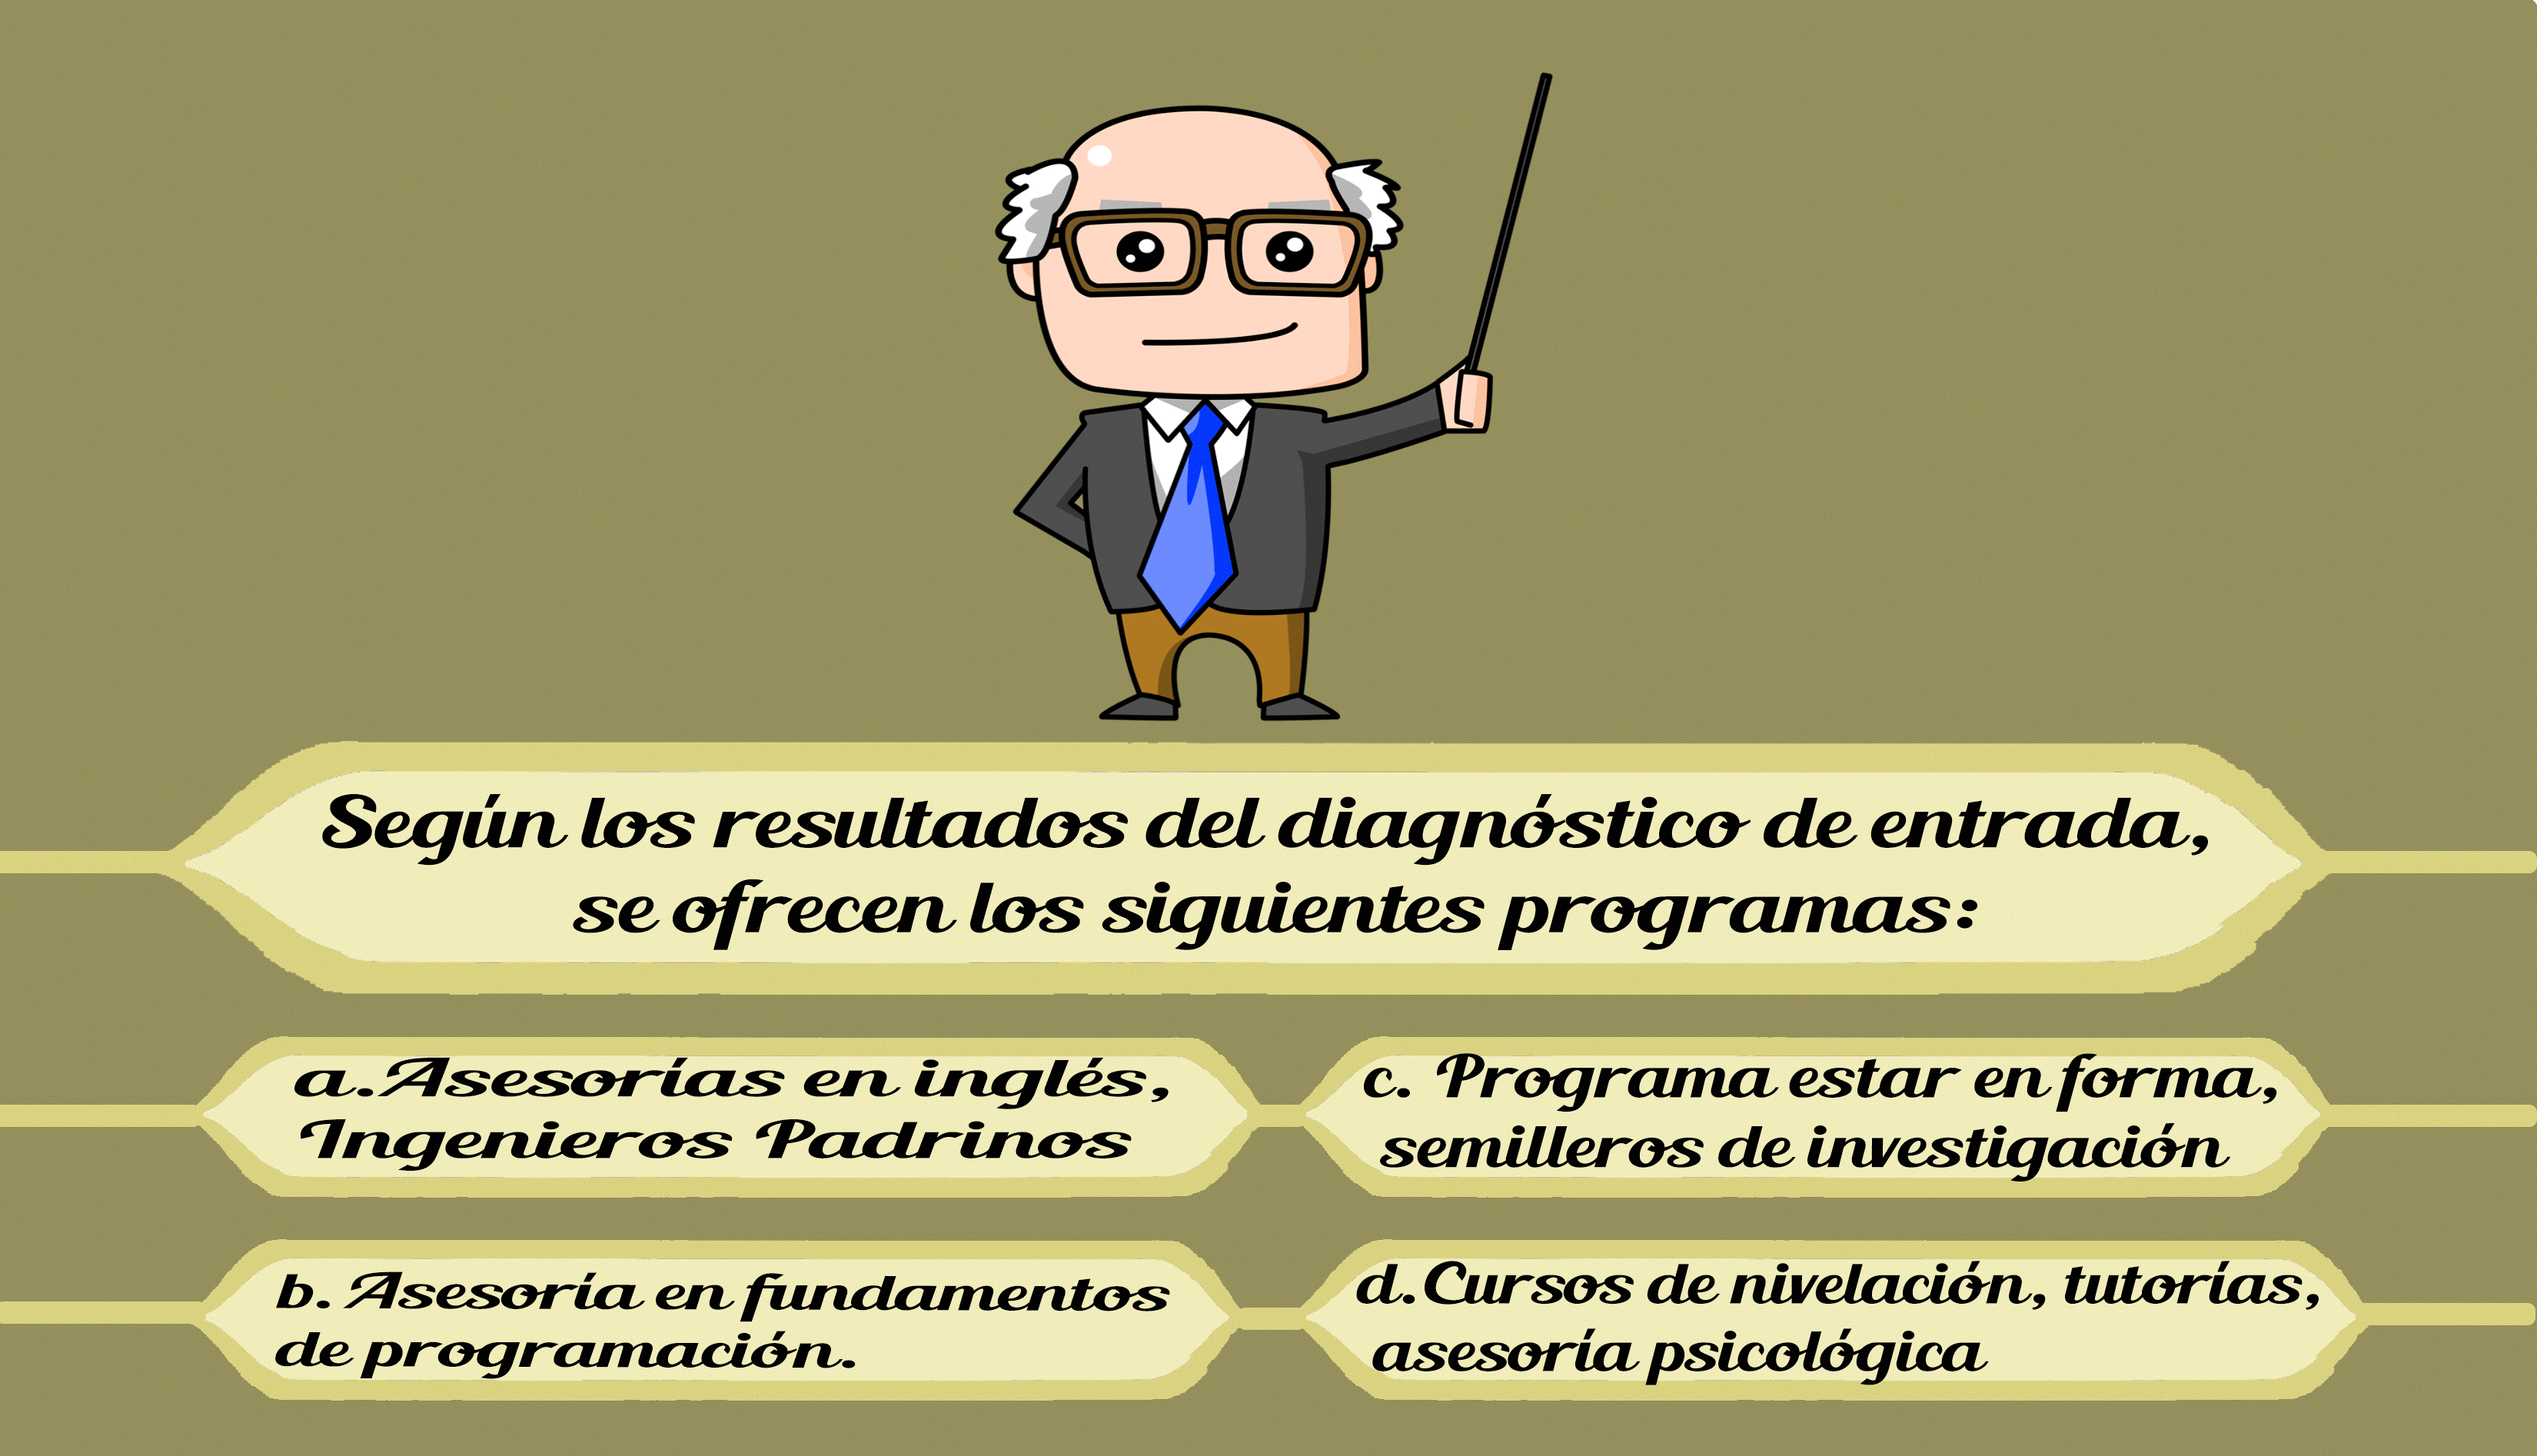 Según los resultados del diagnóstico de entrada,
se ofrecen los siguientes programas:
a.Asesorías en inglés,
Ingenieros Padrinos
b. Asesoría en fundamentos
de programación.
c. Programa estar en forma,
semilleros de investigación
d.Cursos de nivelación, tutorías,
asesoría psicológica